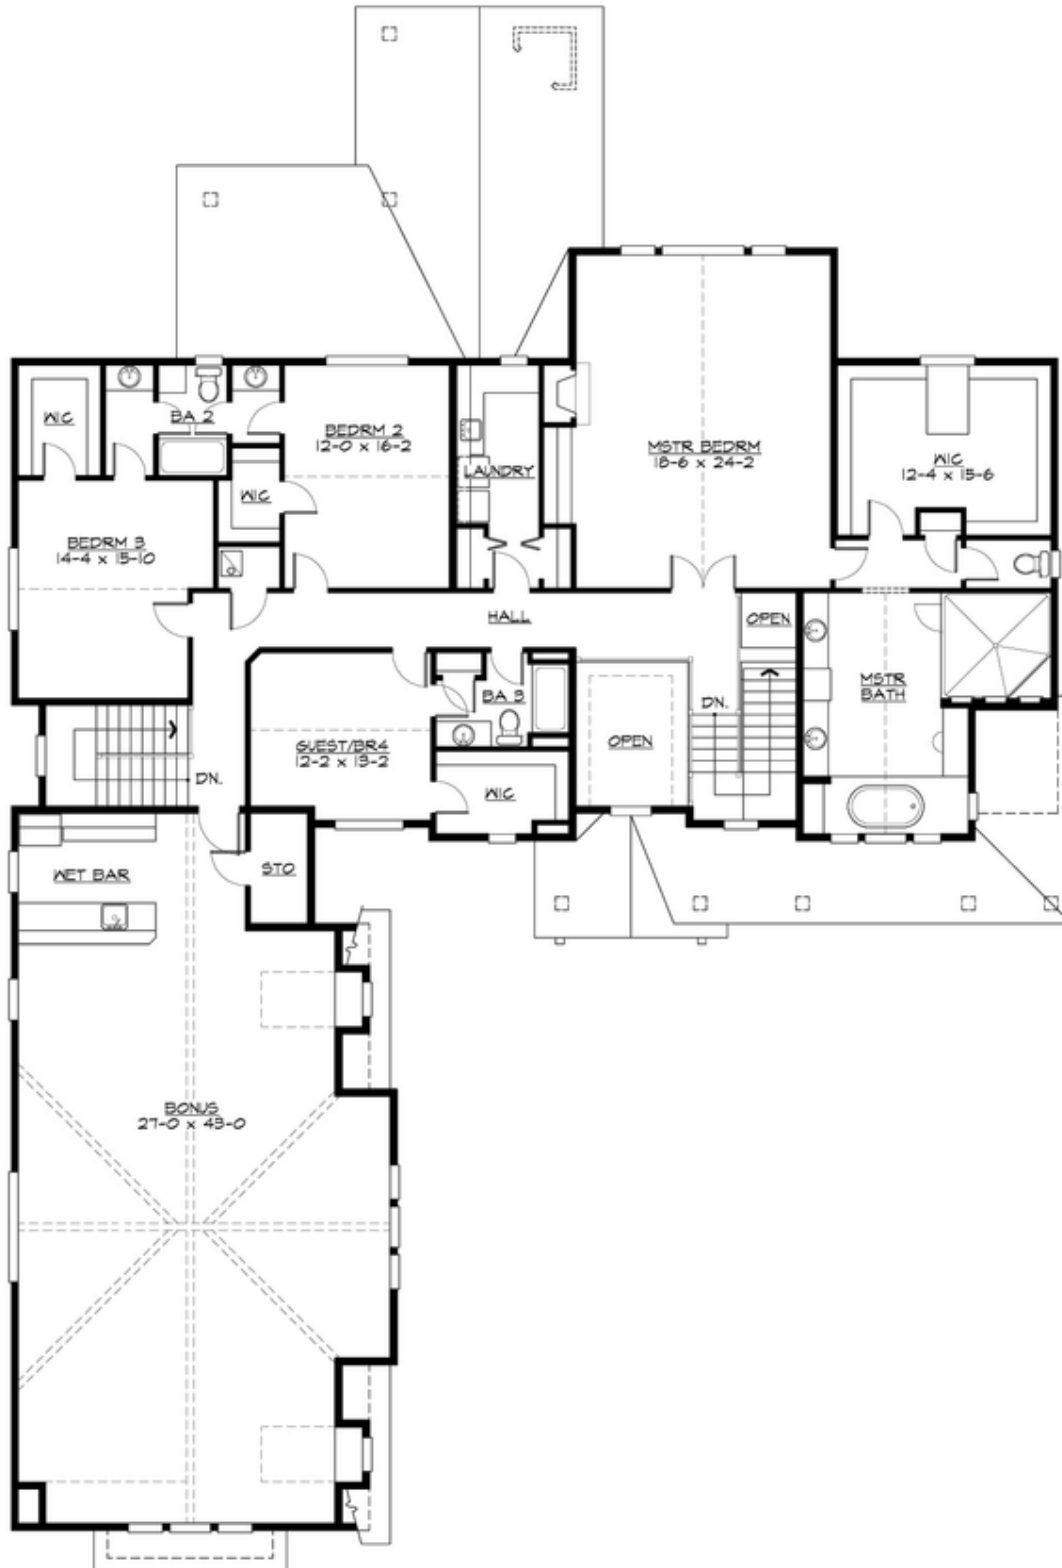 WIC
BA 2
BEDRM 2
12-0 x 16-2
LAUNDRY
MSTR BEDRM
18-6 x 24-2
WIC
12-4 x 15-6
WIC
BEDRM 3
14-4 x 15-10
HALL
OPEN
BA 3
MSTR
BATH
DN.
OPEN
GUEST/BR4
12-2 x 13-2
DN.
WIC
WET BAR
STO
BONUS
27-0 x 43-0